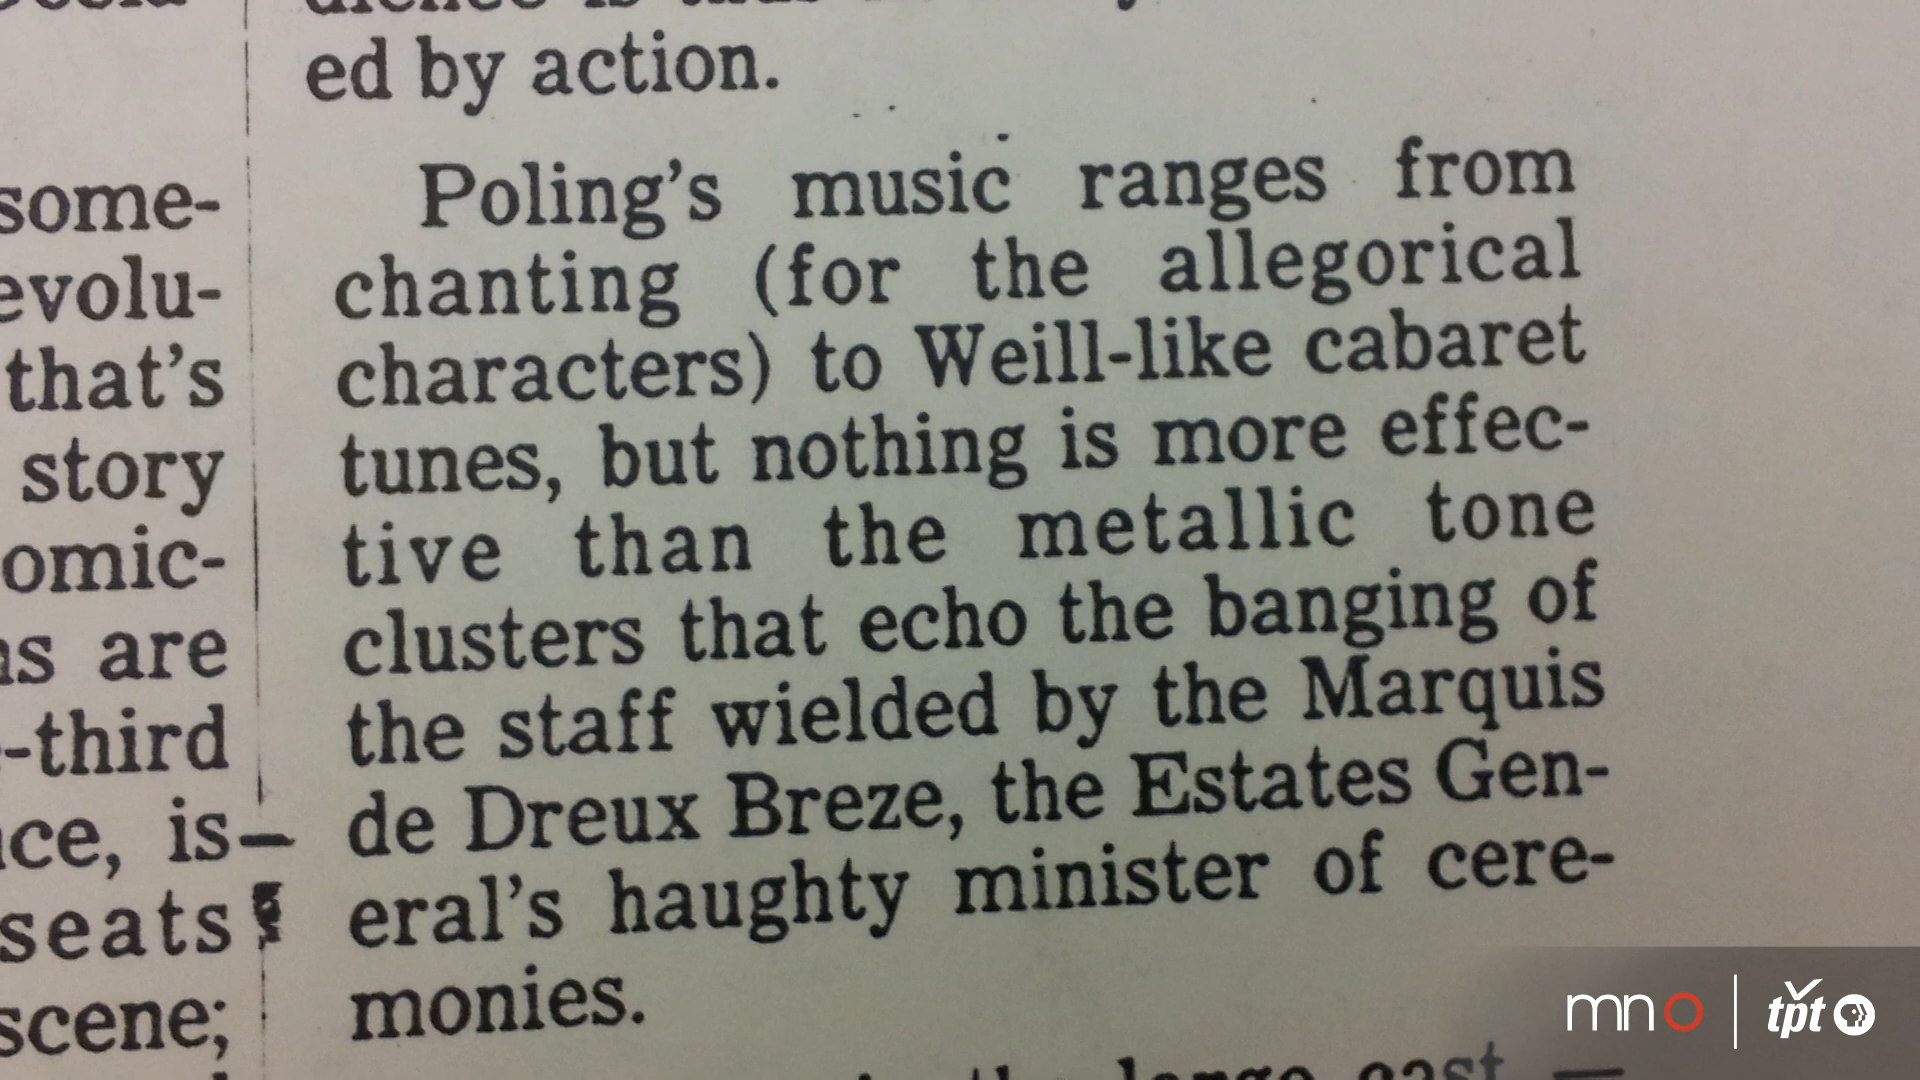 some-
evolu-
that's
story
omic-
are
-third
is—
seats
scene;
ed by action.
Poling's music ranges from
chanting (for the allegorical
characters) to Weill-like cabaret
tunes, but nothing is more effec-
tive than the metallic tone
clusters that echo the banging of
the staff wielded by the Marquis
de Dreux Breze, the Estates Gen-
eral's haughty minister of cere-
monies.
mno | tpt